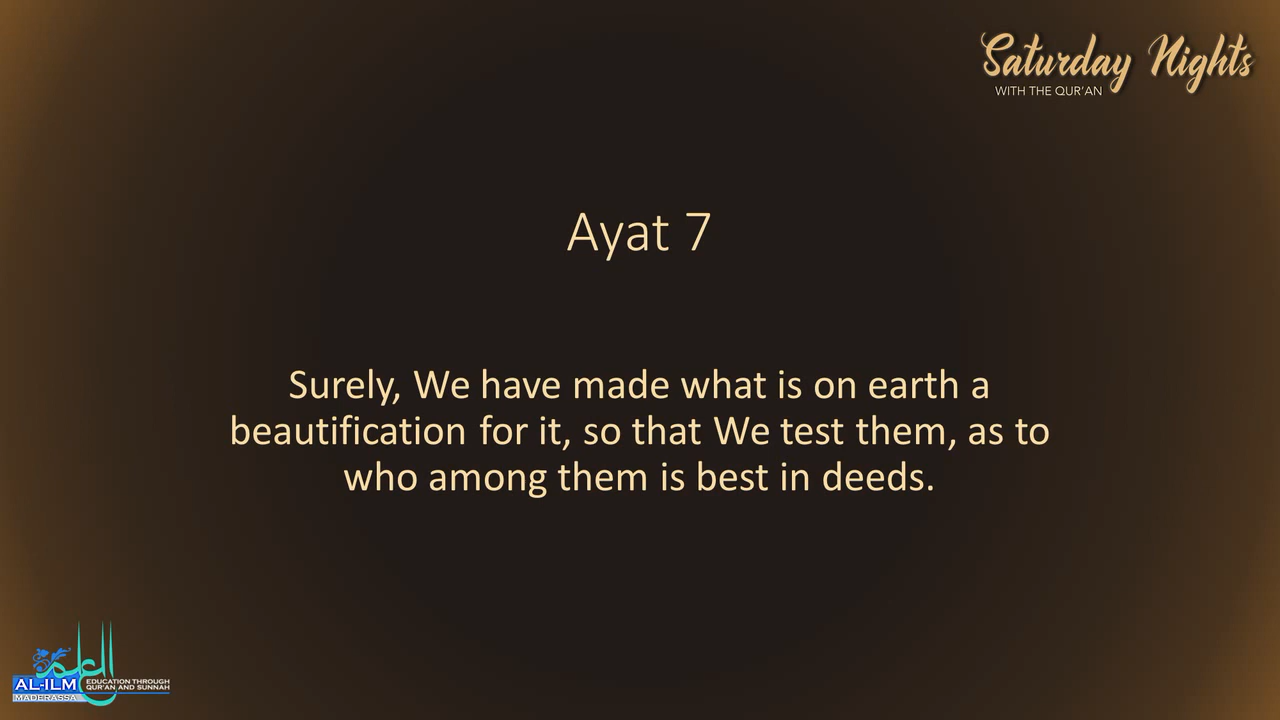 Saturday Nights
WITH THE QUR'AN
Ayat 7
Surely, We have made what is on earth a
beautification for it, so that We test them, as to
who among them is best in deeds.
العلم
AL-ILM
MADERASSA
EDUCATION THROUGH
QUR'AN AND SUNNAH